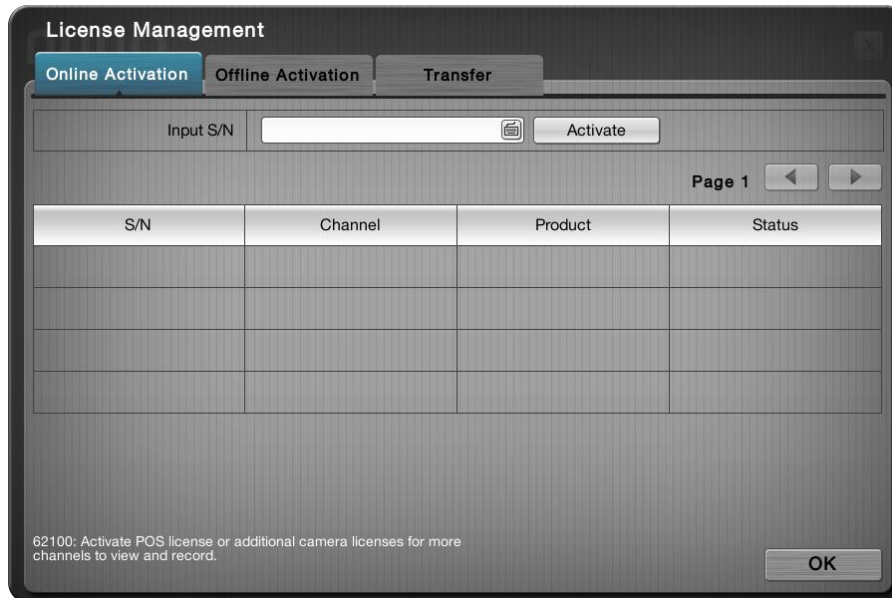 License Management
Online Activation Offline Activation Transfer
Input S/N Activate
Page 1
S/N Channel Product Status
62100: Activate POS license or additional camera licenses for more
channels to view and record.
OK